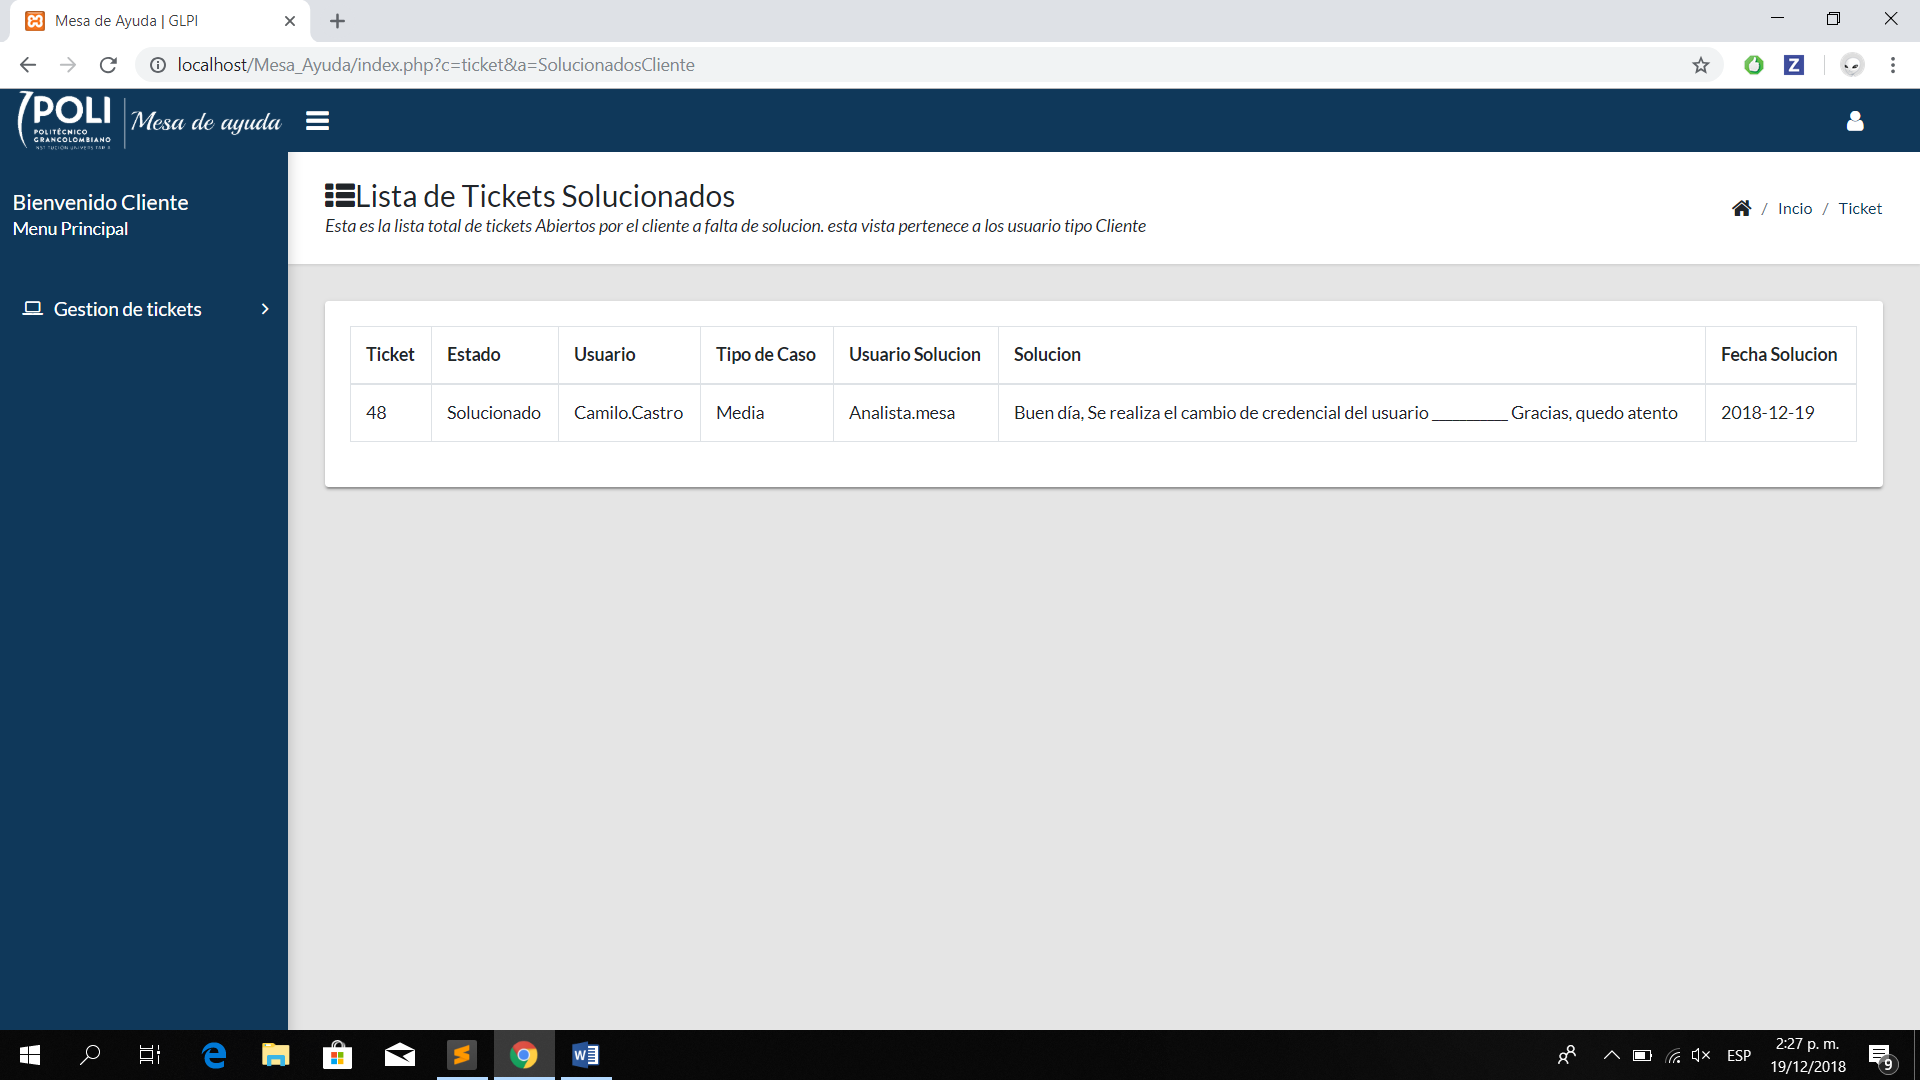 Mesa de Ayuda | GLPI
localhost/Mesa_Ayuda/index.php?c=ticket&a=SolucionadosCliente
POLI
POLITÉCNICO
GRANCOLOMBIANO
Mesa de ayuda
Bienvenido Cliente
Menu Principal
Gestion de tickets
Lista de Tickets Solucionados
Esta es la lista total de tickets Abiertos por el cliente a falta de solucion. esta vista pertenece a los usuario tipo Cliente
/ Incio / Ticket
Ticket Estado Usuario Tipo de Caso Usuario Solucion Solucion Fecha Solucion
48 Solucionado Camilo.Castro Media Analista.mesa Buen día, Se realiza el cambio de credencial del usuario __________ Gracias, quedo atento 2018-12-19
ESP
2:27 p. m.
19/12/2018
9